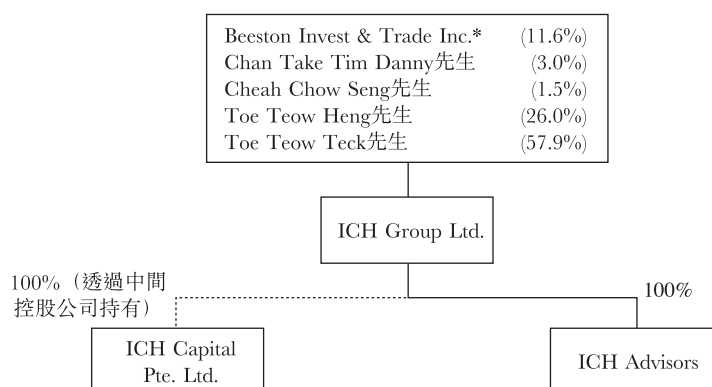 Beeston Invest & Trade Inc.* (11.6%)
Chan Take Tim Danny先生 (3.0%)
Cheah Chow Seng先生 (1.5%)
Toe Teow Heng先生 (26.0%)
Toe Teow Teck先生 (57.9%)
ICH Group Ltd.
100%（透過中間
控股公司持有）
100%
ICH Capital
Pte. Ltd.
ICH Advisors